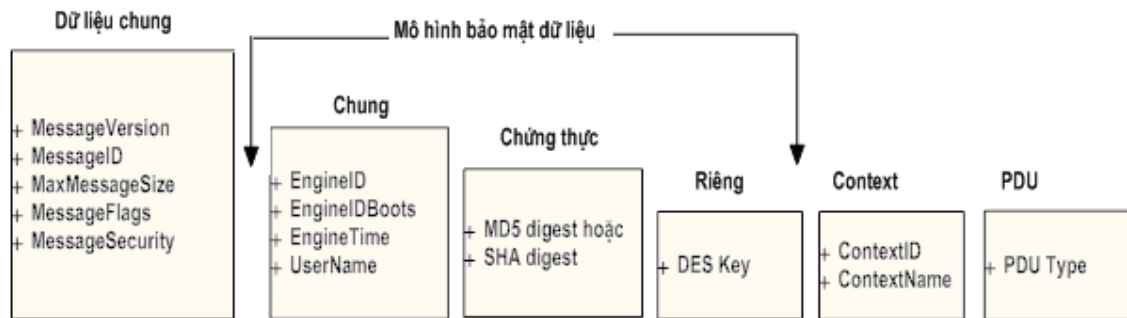 Dữ liệu chung
Mô hình bảo mật dữ liệu
+ MessageVersion
+ MessageID
+ MaxMessageSize
+ MessageFlags
+ MessageSecurity
Chung
+ EngineID
+ EngineIDBoots
+ EngineTime
+ UserName
Chứng thực
+ MD5 digest hoặc
+ SHA digest
Riêng
+ DES Key
Context
+ ContextID
+ ContextName
PDU
+ PDU Type